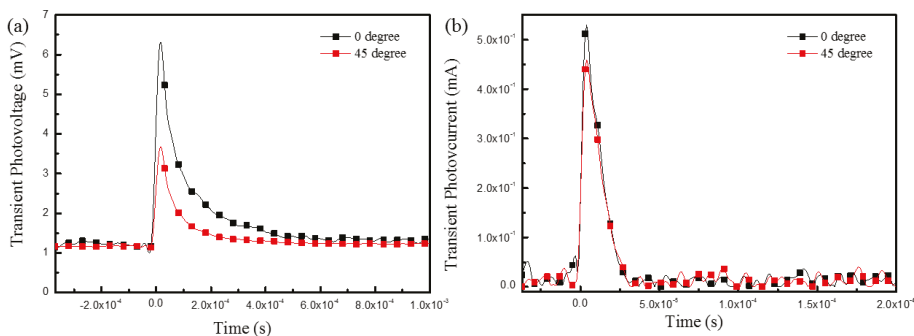 (a)
7
6
5
4
3
2
1
0
Transient Photovoltage (mV)
0 degree
45 degree
-2.0x10⁻⁴ 0.0 2.0x10⁻⁴ 4.0x10⁻⁴ 6.0x10⁻⁴ 8.0x10⁻⁴ 1.0x10⁻³
Time (s)
(b)
5.0x10⁻¹
4.0x10⁻¹
3.0x10⁻¹
2.0x10⁻¹
1.0x10⁻¹
0.0
Transient Photovcurrent (mA)
0 degree
45 degree
0.0 5.0x10⁻⁵ 1.0x10⁻⁴ 1.5x10⁻⁴ 2.0x10⁻⁴
Time (s)